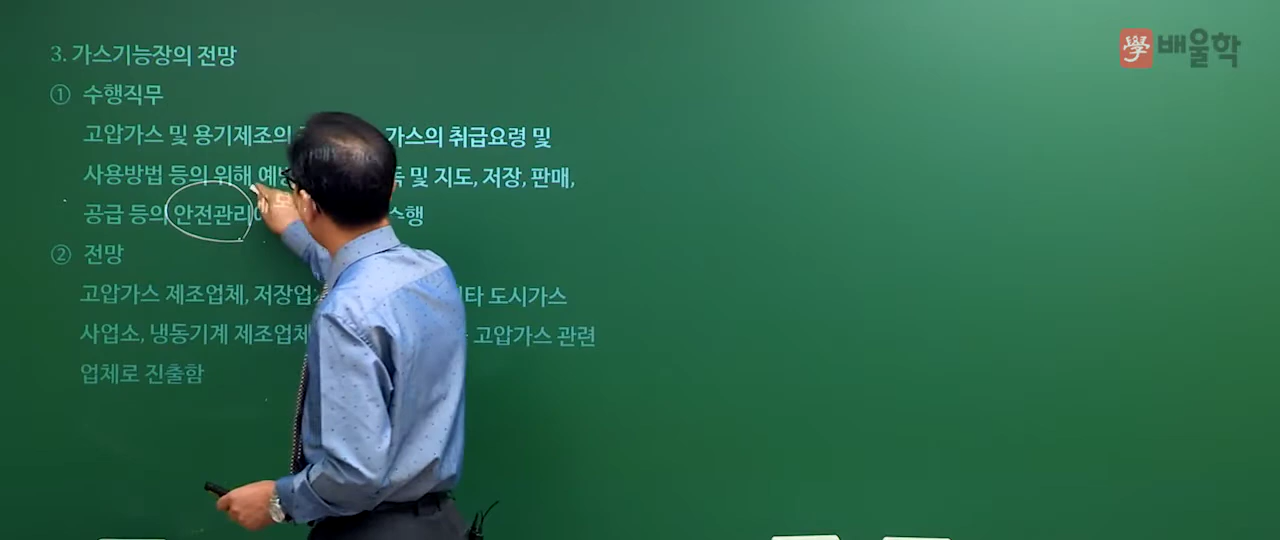 學 배울학
3. 가스기능장의 전망
① 수행직무
고압가스 및 용기제조의 가스의 취급요령 및
사용방법 등의 위해 및 지도, 저장, 판매,
공급 등의 안전관리에 수행
② 전망
고압가스 제조업체, 저장업 도시가스
사업소, 냉동기계 제조업체 고압가스 관련
업체로 진출함